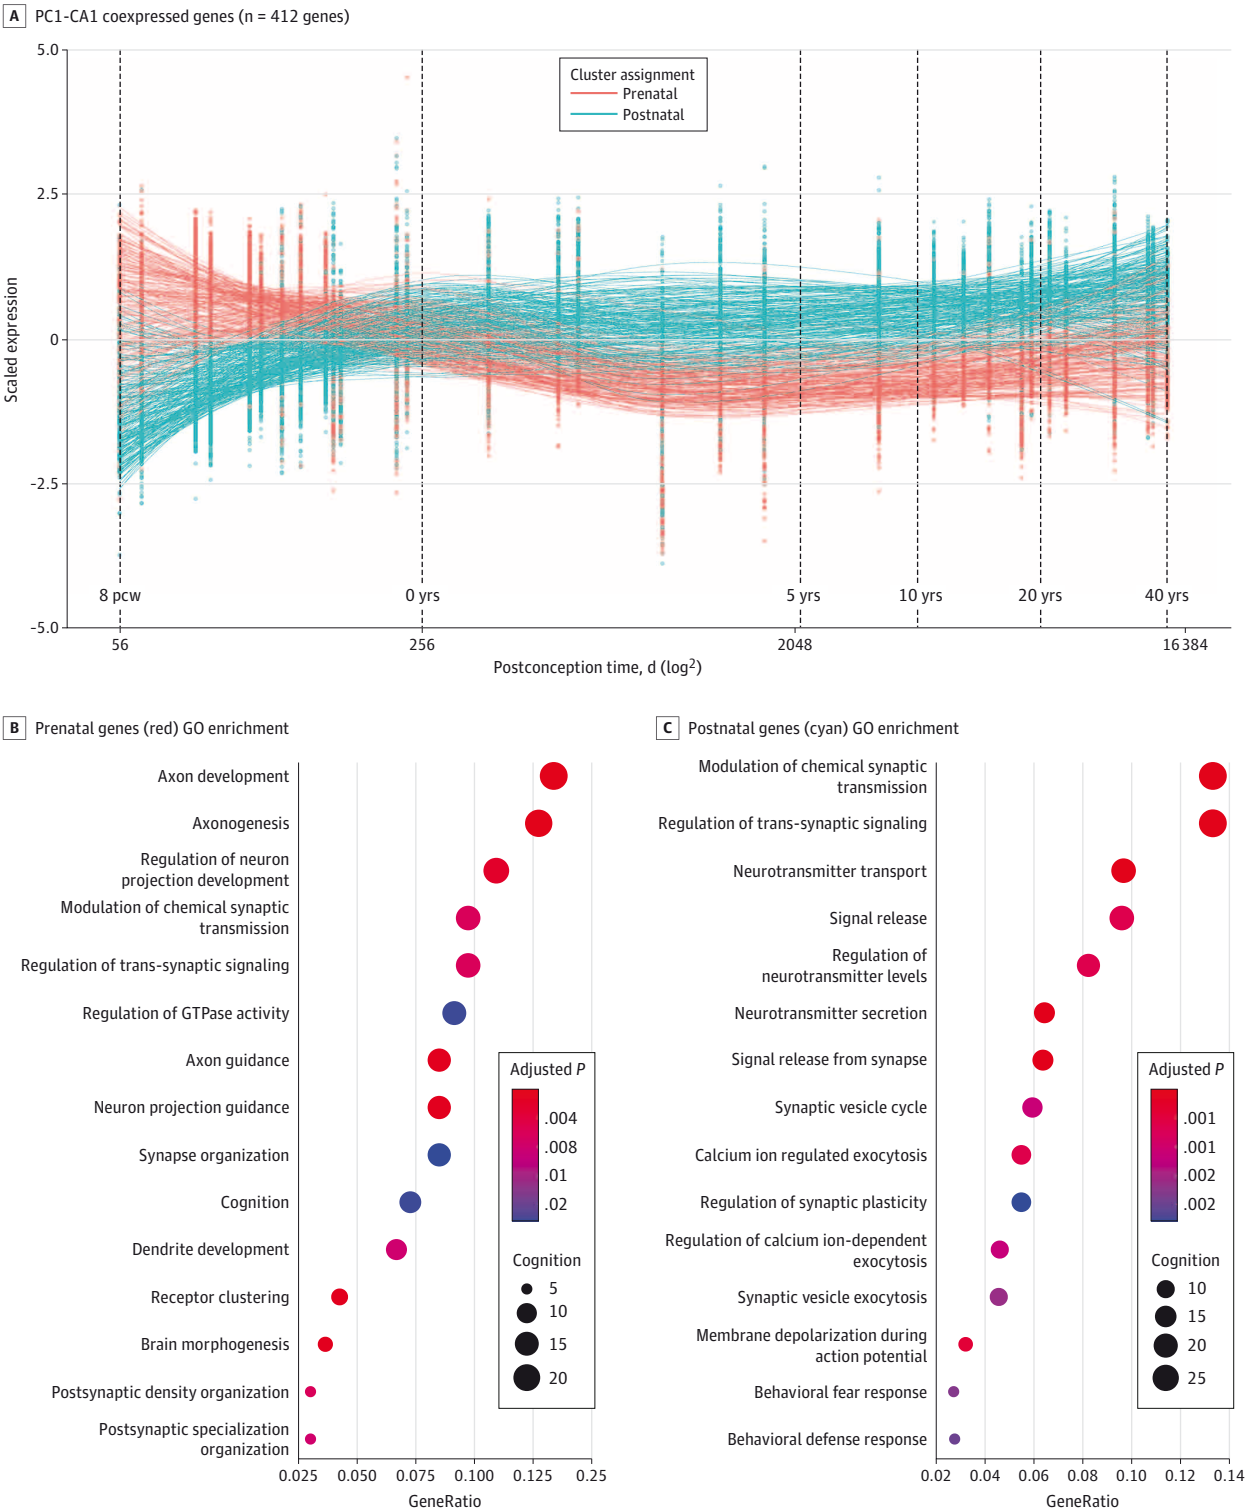 A PC1-CA1 coexpressed genes (n = 412 genes)
5.0
2.5
0
-2.5
-5.0
Scaled expression
Cluster assignment
Prenatal
Postnatal
8 pcw
0 yrs
5 yrs
10 yrs
20 yrs
40 yrs
56
256
2048
16 384
Postconception time, d (log2)
B Prenatal genes (red) GO enrichment
Axon development
Axonogenesis
Regulation of neuron
projection development
Modulation of chemical synaptic
transmission
Regulation of trans-synaptic signaling
Regulation of GTPase activity
Axon guidance
Neuron projection guidance
Synapse organization
Cognition
Dendrite development
Receptor clustering
Brain morphogenesis
Postsynaptic density organization
Postsynaptic specialization
organization
Adjusted P
.004
.008
.01
.02
Cognition
5
10
15
20
0.025
0.050
0.075
0.100
0.125
0.25
GeneRatio
C Postnatal genes (cyan) GO enrichment
Modulation of chemical synaptic
transmission
Regulation of trans-synaptic signaling
Neurotransmitter transport
Signal release
Regulation of
neurotransmitter levels
Neurotransmitter secretion
Signal release from synapse
Synaptic vesicle cycle
Calcium ion regulated exocytosis
Regulation of synaptic plasticity
Regulation of calcium ion-dependent
exocytosis
Synaptic vesicle exocytosis
Membrane depolarization during
action potential
Behavioral fear response
Behavioral defense response
Adjusted P
.001
.001
.002
.002
Cognition
10
15
20
25
0.02
0.04
0.06
0.08
0.10
0.12
0.14
GeneRatio